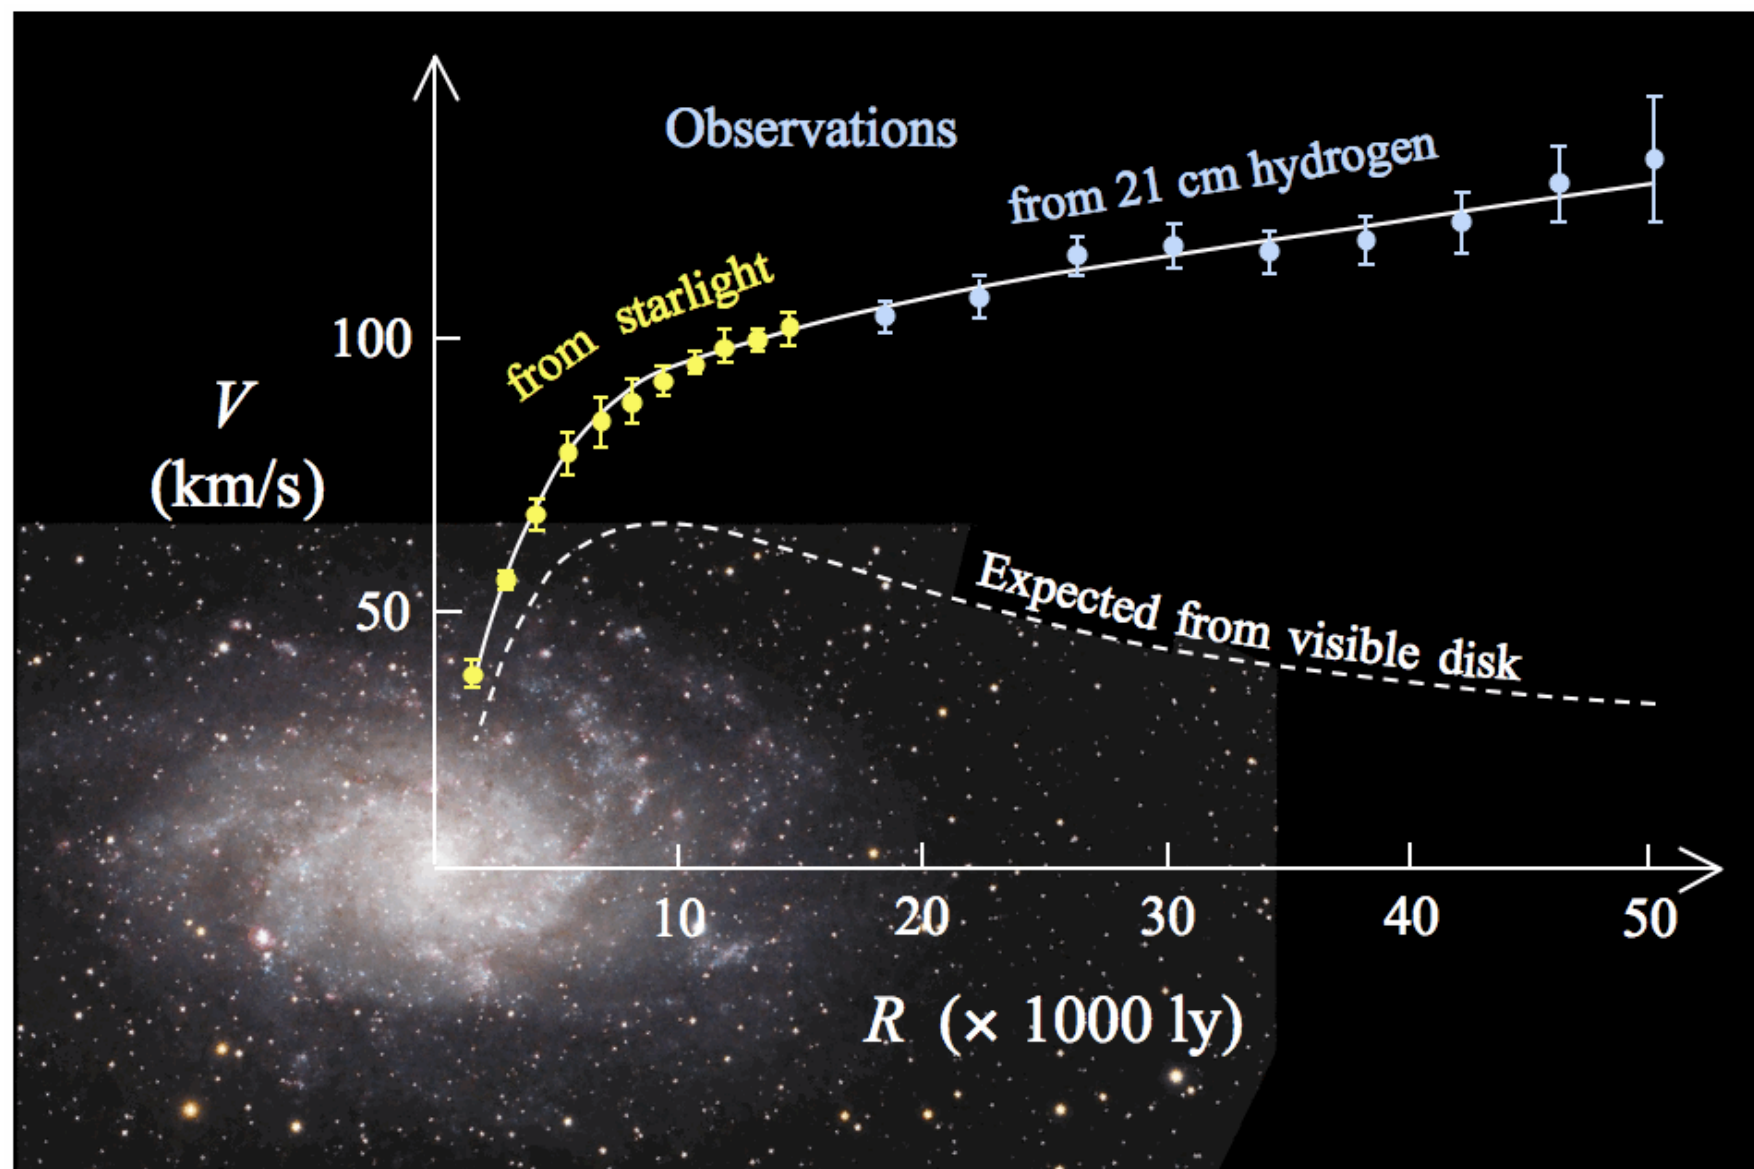 Observations
from 21 cm hydrogen
from starlight
100
V
(km/s)
50
Expected from visible disk
10 20 30 40 50
R (× 1000 ly)